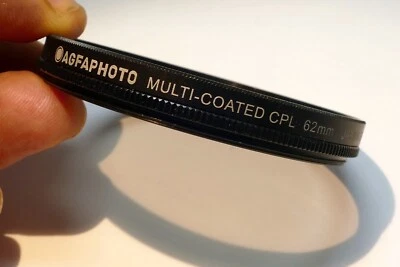 AGFAPHOTO MULTI-COATED CPL 62mm